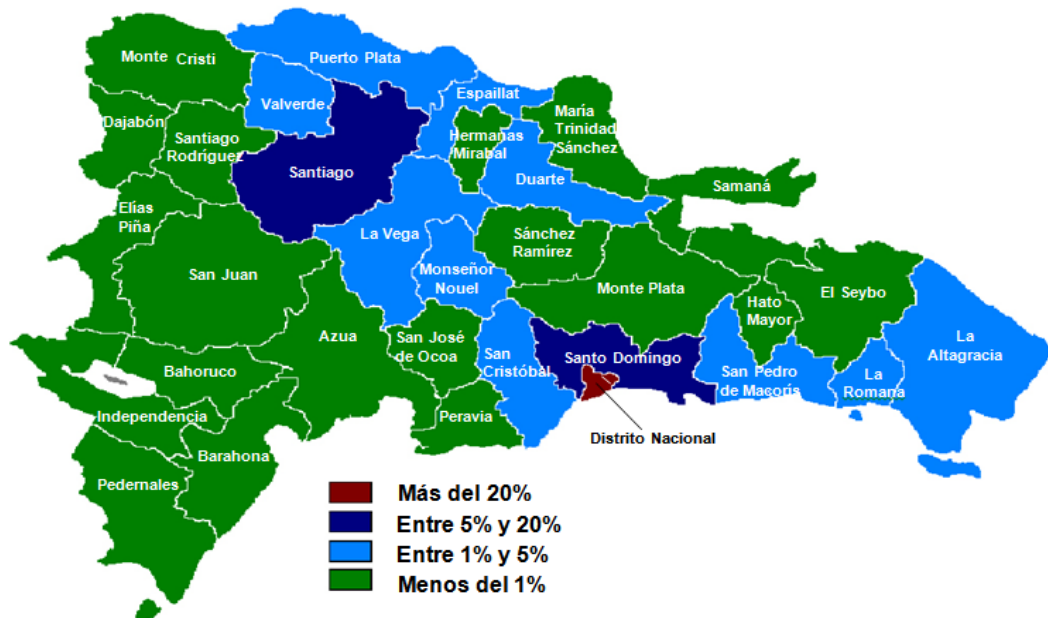 Monte Cristi
Puerto Plata
Espaillat
Valverde
María
Trinidad
Sánchez
Dajabón
Santiago
Rodríguez
Hermanas
Mirabal
Santiago
Duarte
Samaná
Elías
Piña
La Vega
Sánchez
Ramírez
San Juan
Monseñor
Nouel
Monte Plata
El Seybo
Hato
Mayor
Azua
San José
de Ocoa
San
Cristóbal
Santo Domingo
La
Altagracia
Bahoruco
San Pedro
de Macorís
La
Romana
Independencia
Peravia
Distrito Nacional
Barahona
Pedernales
Más del 20%
Entre 5% y 20%
Entre 1% y 5%
Menos del 1%